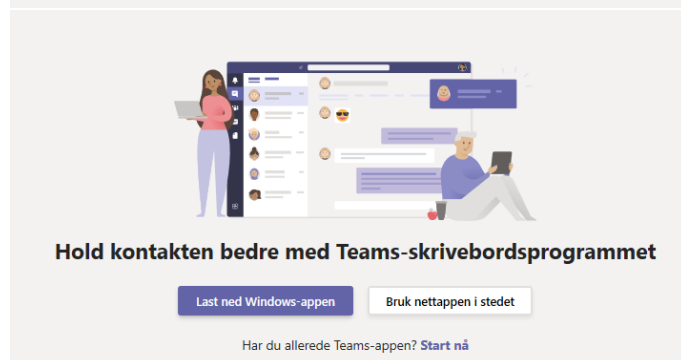 Hold kontakten bedre med Teams-skrivebordsprogrammet
Last ned Windows-appen
Bruk nettappen i stedet
Har du allerede Teams-appen? Start nå